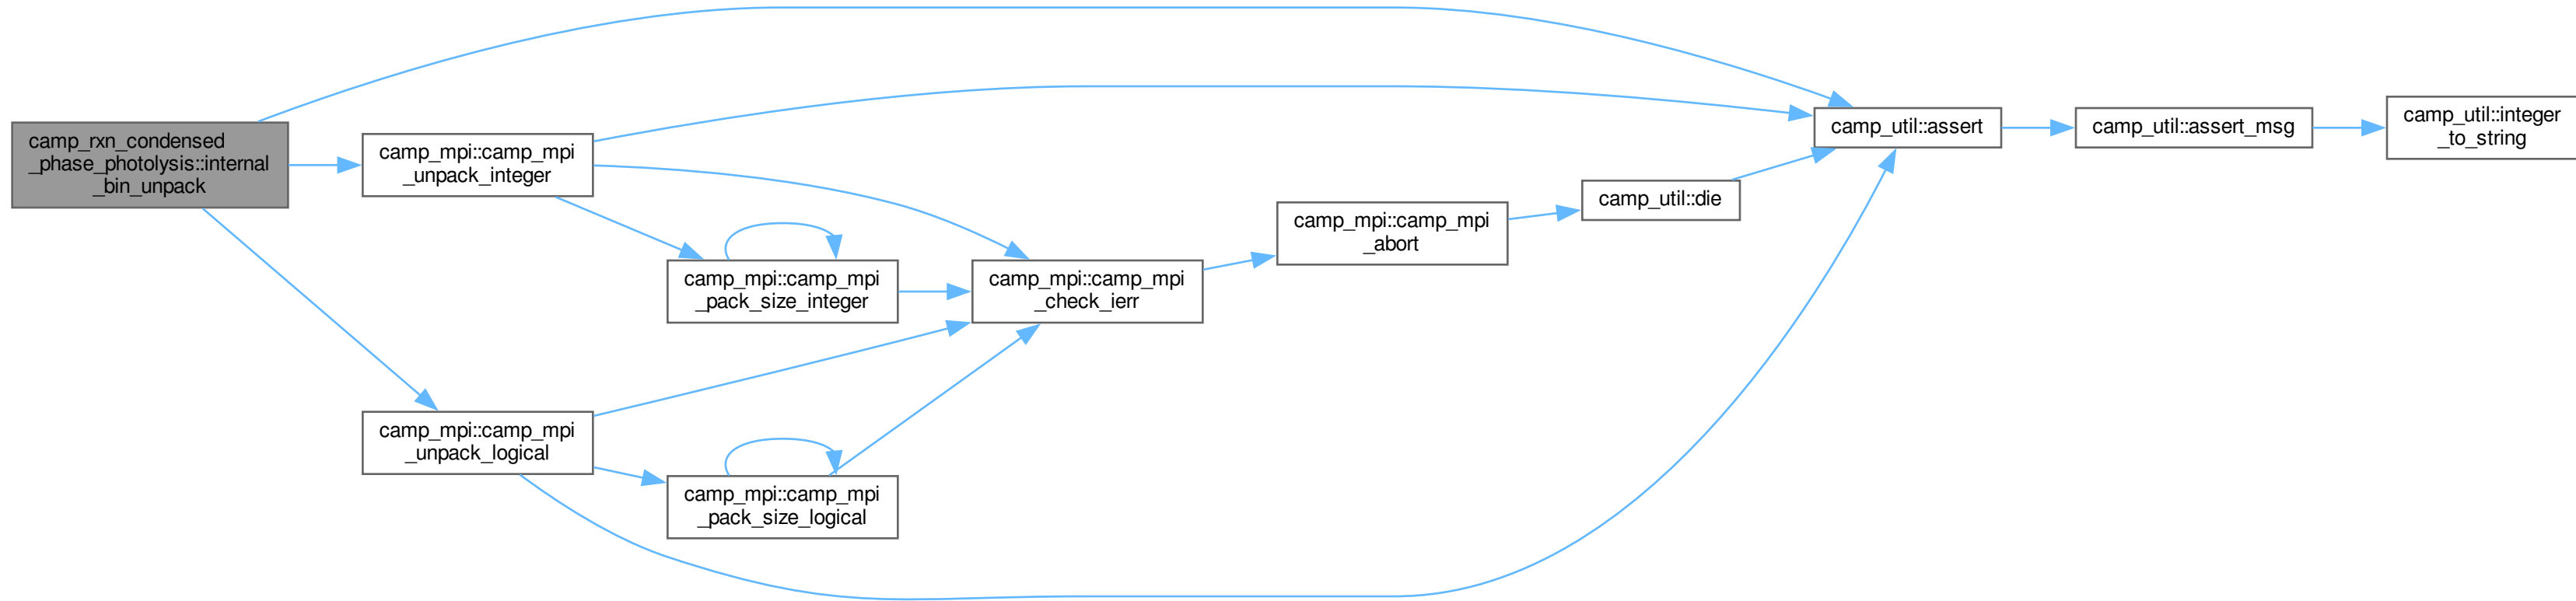 camp_rxn_condensed
_phase_photolysis::internal
_bin_unpack
camp_mpi::camp_mpi
_unpack_integer
camp_mpi::camp_mpi
_pack_size_integer
camp_mpi::camp_mpi
_check_ierr
camp_mpi::camp_mpi
_abort
camp_util::die
camp_util::assert
camp_util::assert_msg
camp_util::integer
_to_string
camp_mpi::camp_mpi
_unpack_logical
camp_mpi::camp_mpi
_pack_size_logical